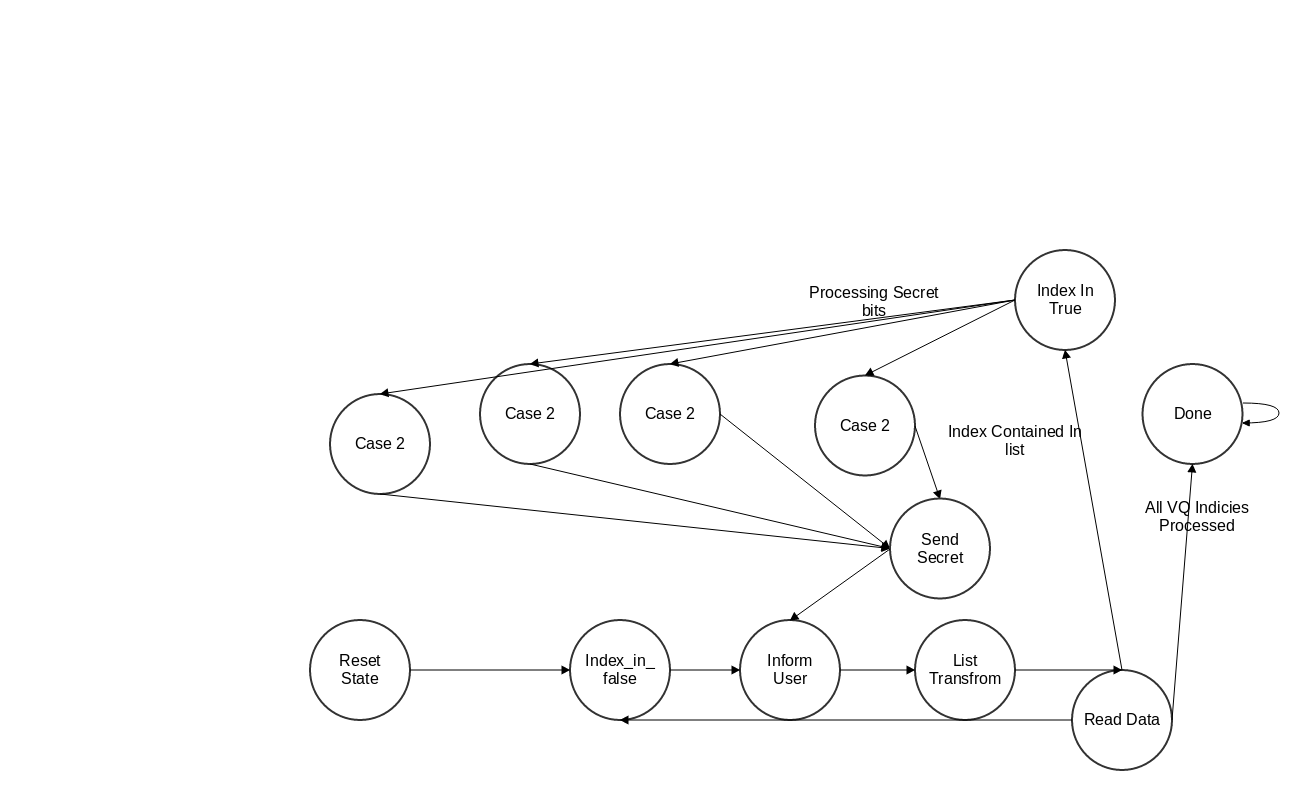 Index In
True
Processing Secret
bits
Case 2
Case 2
Case 2
Case 2
Done
Index Contained In
list
All VQ Indicies
Processed
Send
Secret
Reset
State
Index_in_
false
Inform
User
List
Transfrom
Read Data